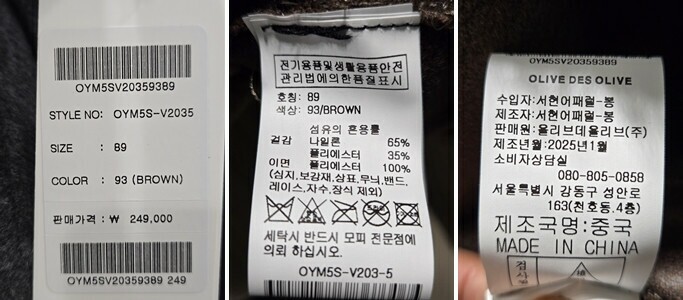 OYM5SV20359389
STYLE NO: OYM5S-V2035
SIZE : 89
COLOR : 93 (BROWN)
판매가격 : ₩ 249,000
OYM5SV20359389 249
전기용품및생활용품안전
관리법에의한품질표시
호칭: 89
색상: 93/BROWN
섬유의 혼용률
겉감 나일론 65%
폴리에스터 35%
이면 폴리에스터 100%
(심지,보강재,상표,무늬,밴드,
레이스,자수,장식 제외)
세탁시 반드시 모피 전문점에
의뢰 하십시오.
OYM5S-V203-5
OYM5SV20359389
OLIVE DES OLIVE
수입자:서현어패럴-봉
제조자:서현어패럴-봉
판매원:올리브데올리브(주)
제조년월:2025년1월
소비자상담실
080-805-0858
서울특별시 강동구 성안로
163(천호동,4층)
제조국명:중국
MADE IN CHINA
검